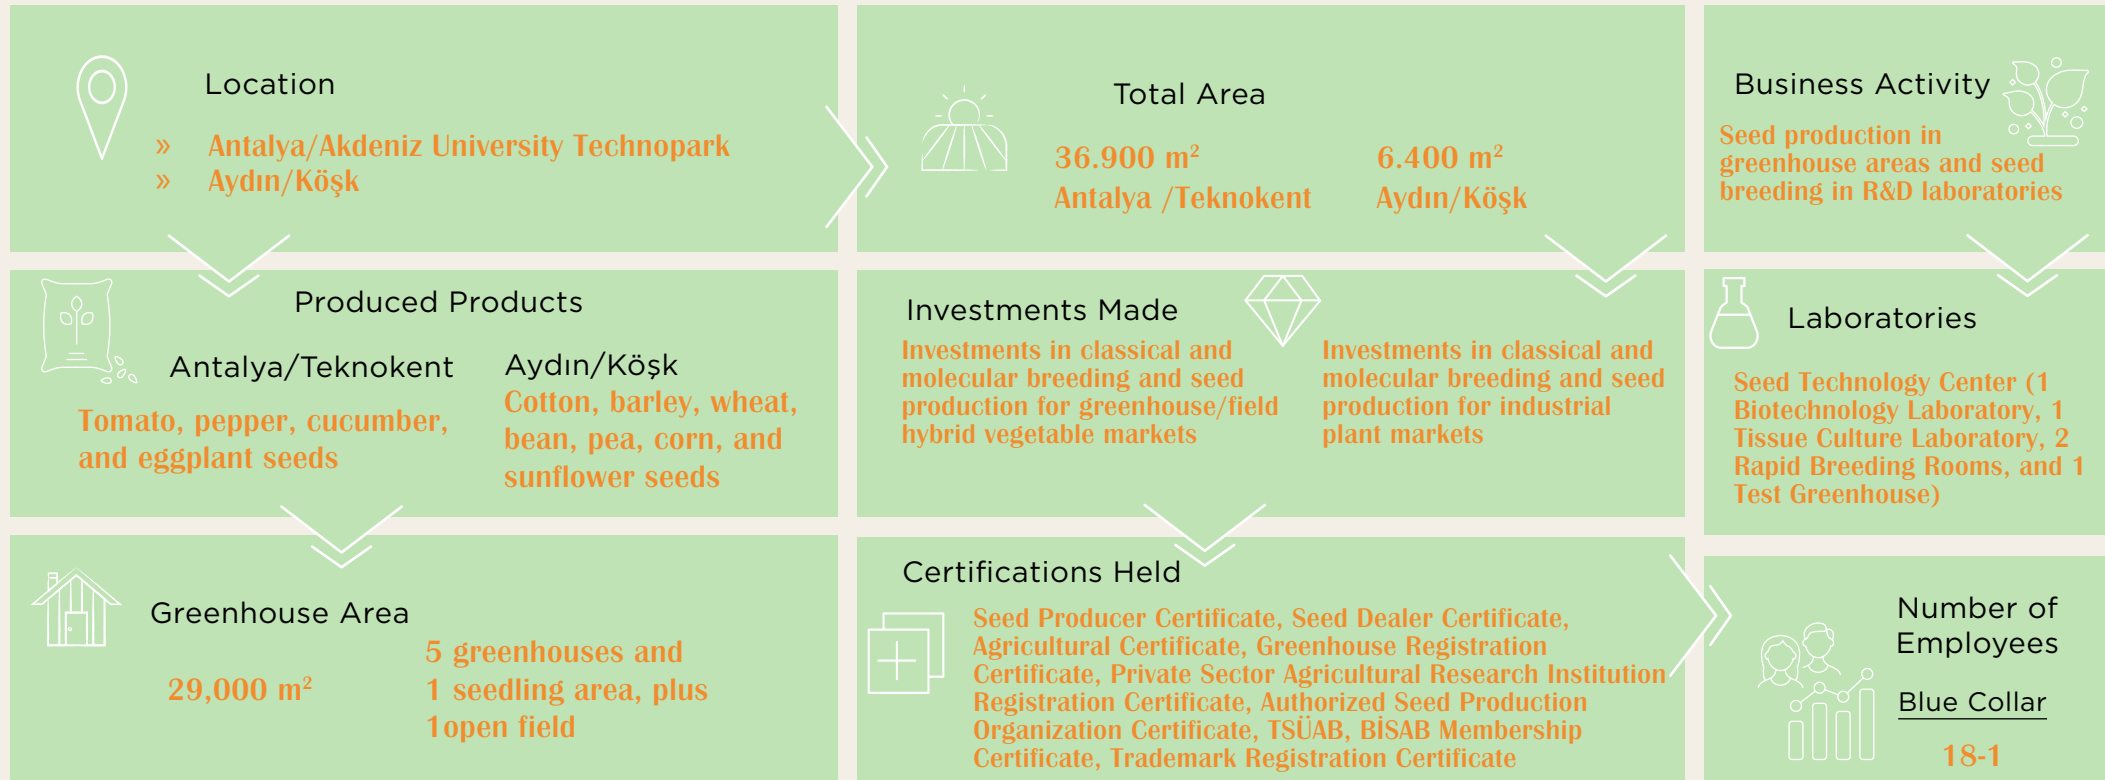 Location
» Antalya/Akdeniz University Technopark
» Aydın/Köşk
Total Area
36.900 m²
Antalya /Teknokent
6.400 m²
Aydın/Köşk
Business Activity
Seed production in
greenhouse areas and seed
breeding in R&D laboratories
Produced Products
Antalya/Teknokent
Tomato, pepper, cucumber,
and eggplant seeds
Aydın/Köşk
Cotton, barley, wheat,
bean, pea, corn, and
sunflower seeds
Investments Made
Investments in classical and
molecular breeding and seed
production for greenhouse/field
hybrid vegetable markets
Investments in classical and
molecular breeding and seed
production for industrial
plant markets
Laboratories
Seed Technology Center (1
Biotechnology Laboratory, 1
Tissue Culture Laboratory, 2
Rapid Breeding Rooms, and 1
Test Greenhouse)
Greenhouse Area
29,000 m²
5 greenhouses and
1 seedling area, plus
1open field
Certifications Held
Seed Producer Certificate, Seed Dealer Certificate,
Agricultural Certificate, Greenhouse Registration
Certificate, Private Sector Agricultural Research Institution
Registration Certificate, Authorized Seed Production
Organization Certificate, TSÜAB, BİSAB Membership
Certificate, Trademark Registration Certificate
Number of
Employees
Blue Collar
18-1